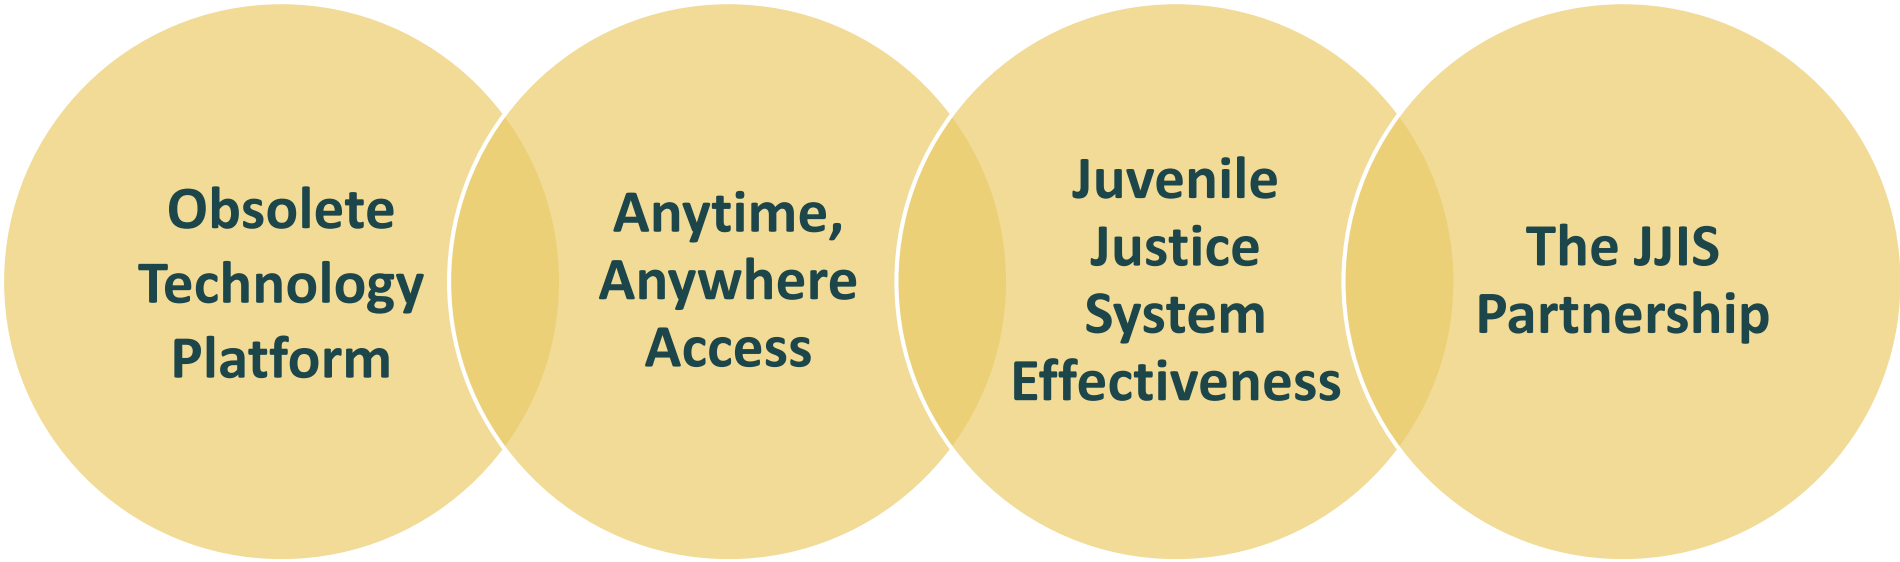 Obsolete
Technology
Platform
Anytime,
Anywhere
Access
Juvenile
Justice
System
Effectiveness
The JJIS
Partnership